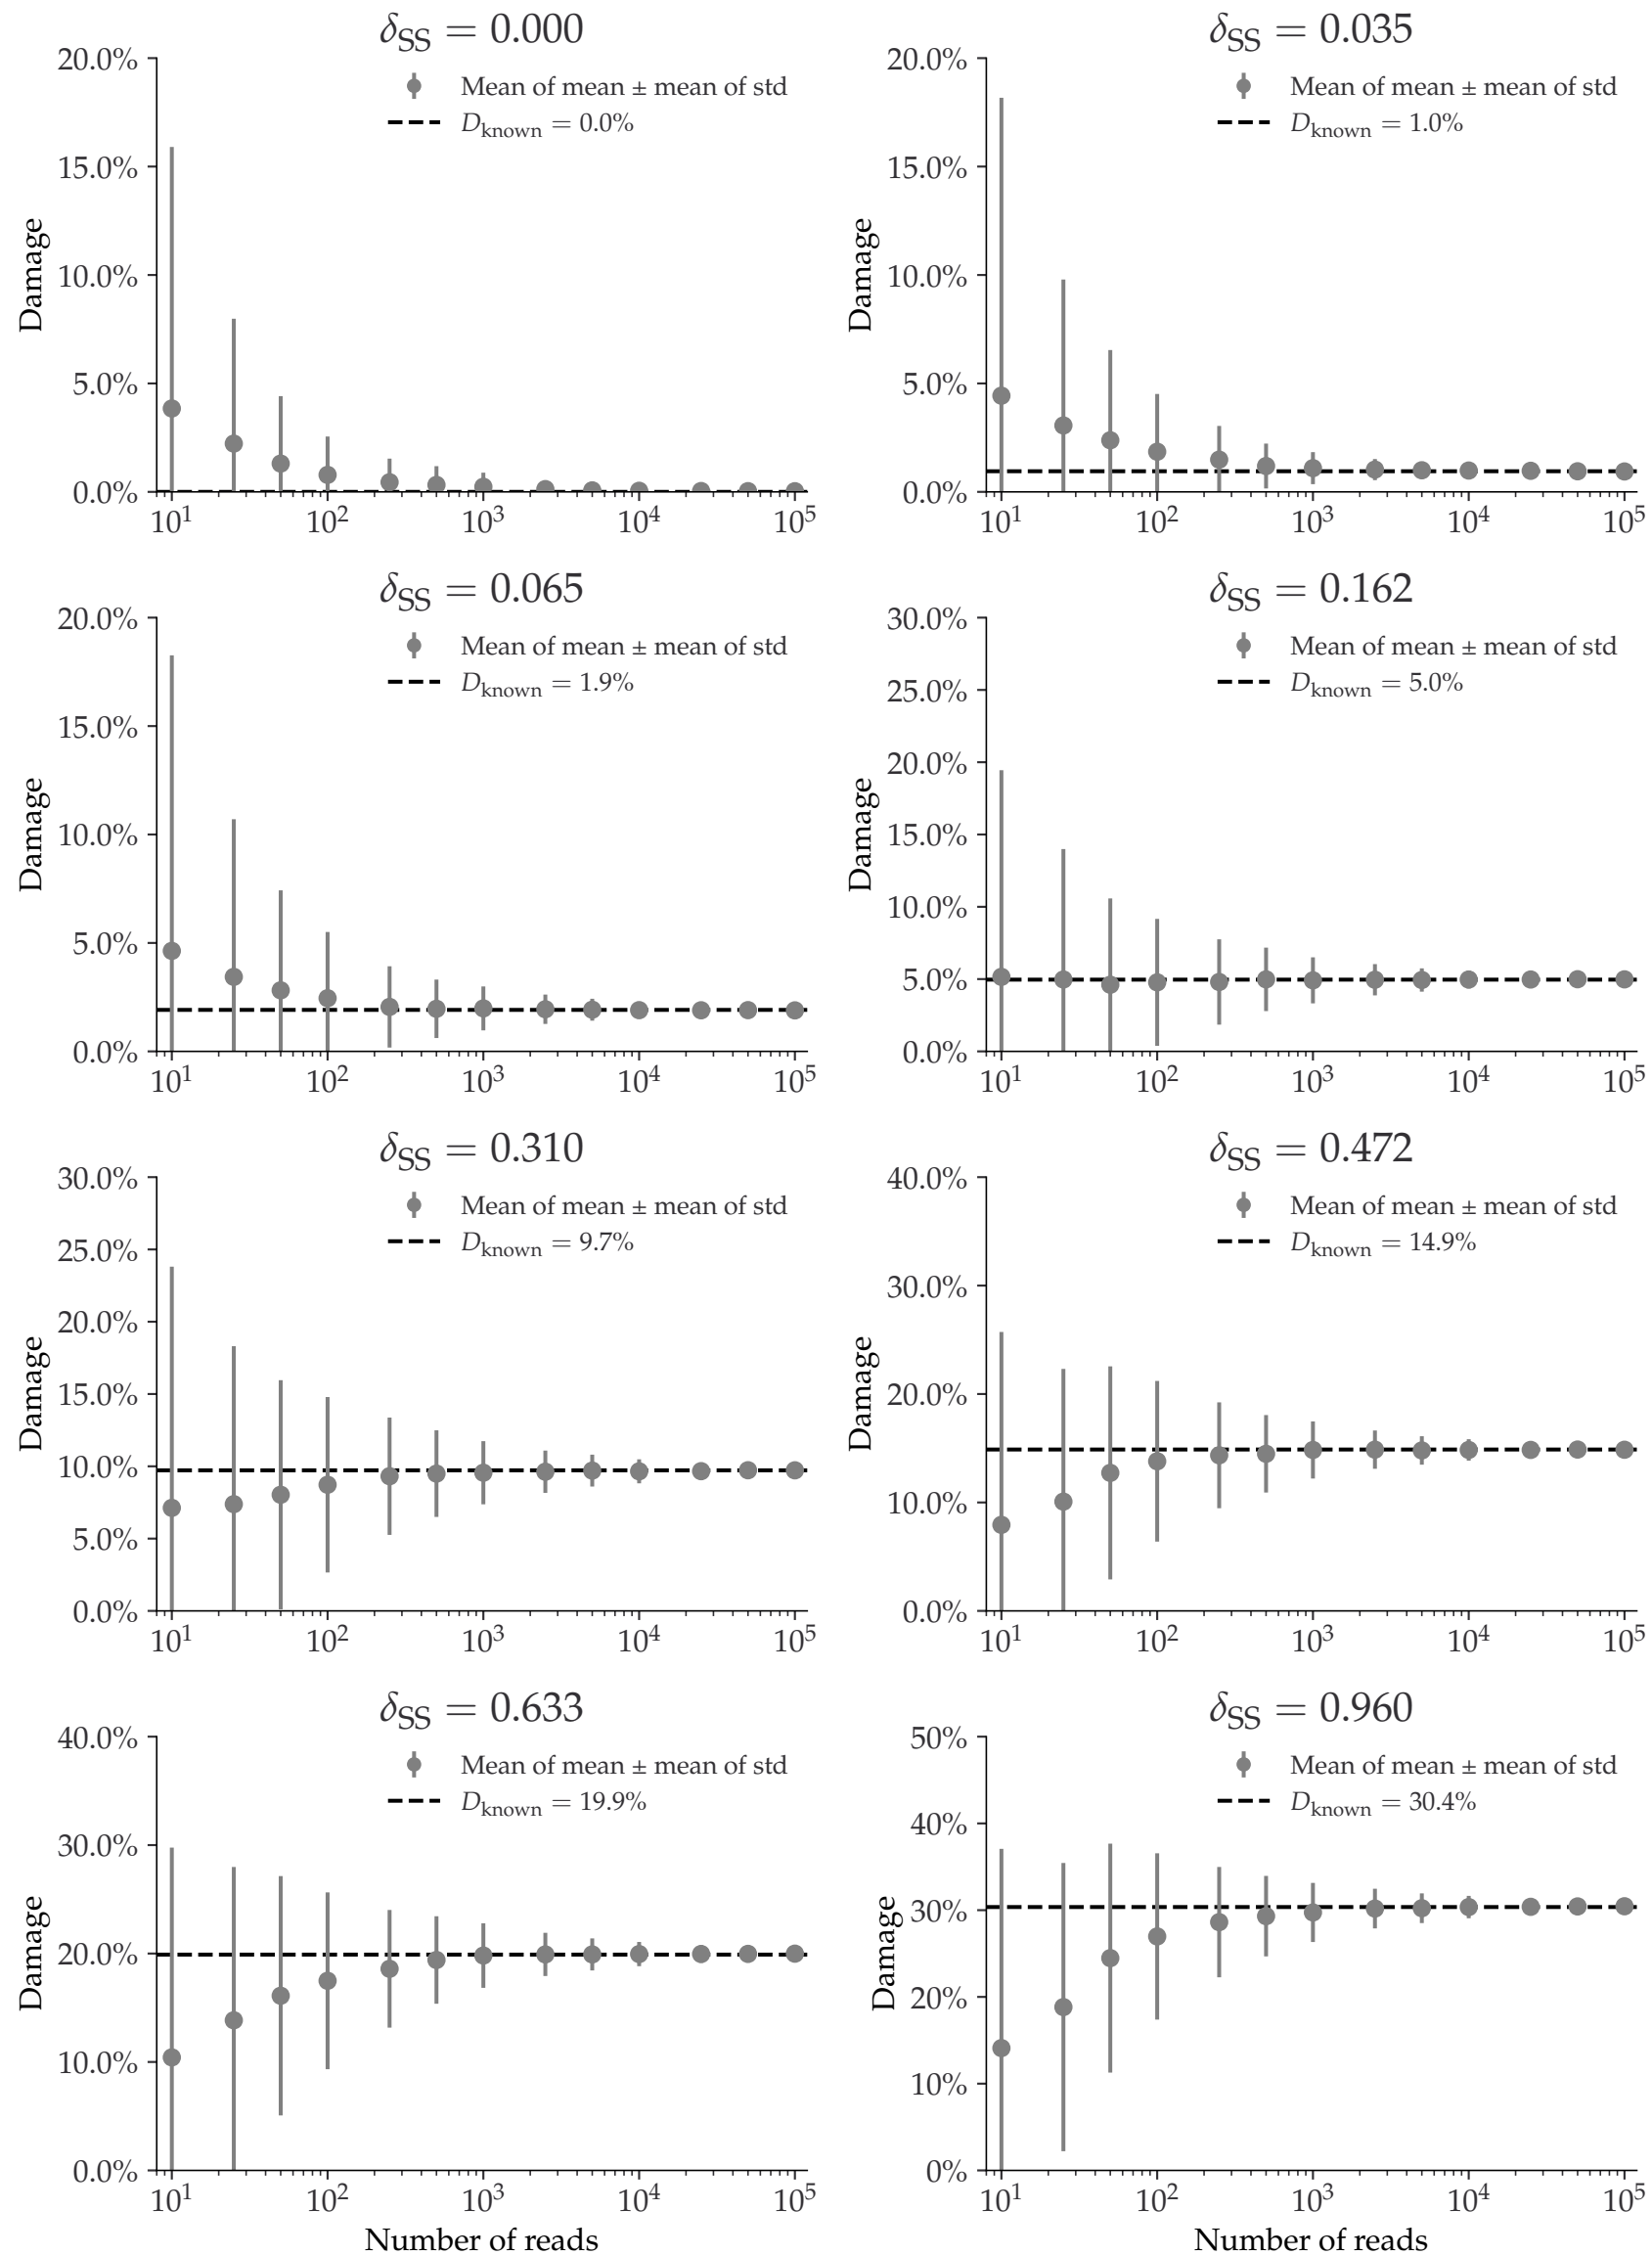 δSS = 0.000
20.0%
15.0%
10.0%
5.0%
0.0%
Damage
Mean of mean ± mean of std
Dknown = 0.0%
10¹ 10² 10³ 10⁴ 10⁵
δSS = 0.035
20.0%
15.0%
10.0%
5.0%
0.0%
Damage
Mean of mean ± mean of std
Dknown = 1.0%
10¹ 10² 10³ 10⁴ 10⁵
δSS = 0.065
20.0%
15.0%
10.0%
5.0%
0.0%
Damage
Mean of mean ± mean of std
Dknown = 1.9%
10¹ 10² 10³ 10⁴ 10⁵
δSS = 0.162
30.0%
25.0%
20.0%
15.0%
10.0%
5.0%
0.0%
Damage
Mean of mean ± mean of std
Dknown = 5.0%
10¹ 10² 10³ 10⁴ 10⁵
δSS = 0.310
30.0%
25.0%
20.0%
15.0%
10.0%
5.0%
0.0%
Damage
Mean of mean ± mean of std
Dknown = 9.7%
10¹ 10² 10³ 10⁴ 10⁵
δSS = 0.472
40.0%
30.0%
20.0%
10.0%
0.0%
Damage
Mean of mean ± mean of std
Dknown = 14.9%
10¹ 10² 10³ 10⁴ 10⁵
δSS = 0.633
40.0%
30.0%
20.0%
10.0%
0.0%
Damage
Mean of mean ± mean of std
Dknown = 19.9%
10¹ 10² 10³ 10⁴ 10⁵
Number of reads
δSS = 0.960
50%
40%
30%
20%
10%
0%
Damage
Mean of mean ± mean of std
Dknown = 30.4%
10¹ 10² 10³ 10⁴ 10⁵
Number of reads